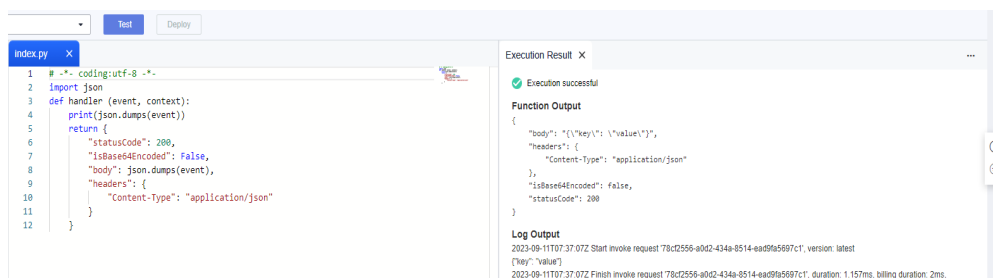 Test
Deploy
index.py X
1 # -*- coding:utf-8 -*-
2 import json
3 def handler (event, context):
4 print(json.dumps(event))
5 return {
6 "statusCode": 200,
7 "isBase64Encoded": False,
8 "body": json.dumps(event),
9 "headers": {
10 "Content-Type": "application/json"
11 }
12 }
Execution Result X
...
Execution successful
Function Output
{
"body": "{\"key\": \"value\"}",
"headers": {
"Content-Type": "application/json"
},
"isBase64Encoded": false,
"statusCode": 200
}
Log Output
2023-09-11T07:37:07Z Start invoke request '78cf2556-a0d2-434a-8514-ead9fa5697c1', version: latest
{"key": "value"}
2023-09-11T07:37:07Z Finish invoke request '78cf2556-a0d2-434a-8514-ead9fa5697c1', duration: 1.157ms, billing duration: 2ms,